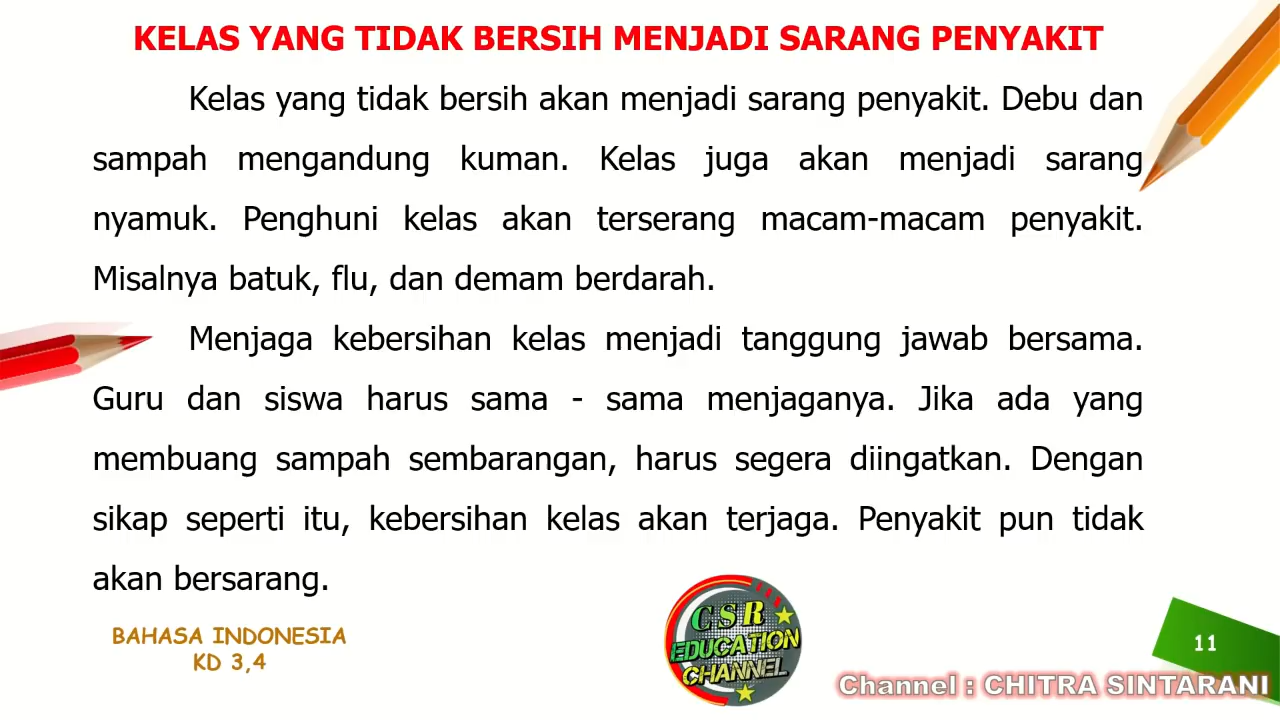 KELAS YANG TIDAK BERSIH MENJADI SARANG PENYAKIT
Kelas yang tidak bersih akan menjadi sarang penyakit. Debu dan
sampah mengandung kuman. Kelas juga akan menjadi sarang
nyamuk. Penghuni kelas akan terserang macam-macam penyakit.
Misalnya batuk, flu, dan demam berdarah.
Menjaga kebersihan kelas menjadi tanggung jawab bersama.
Guru dan siswa harus sama - sama menjaganya. Jika ada yang
membuang sampah sembarangan, harus segera diingatkan. Dengan
sikap seperti itu, kebersihan kelas akan terjaga. Penyakit pun tidak
akan bersarang.
BAHASA INDONESIA
KD 3,4
CSR
EDUCATION
CHANNEL
11
Channel : CHITRA SINTARANI